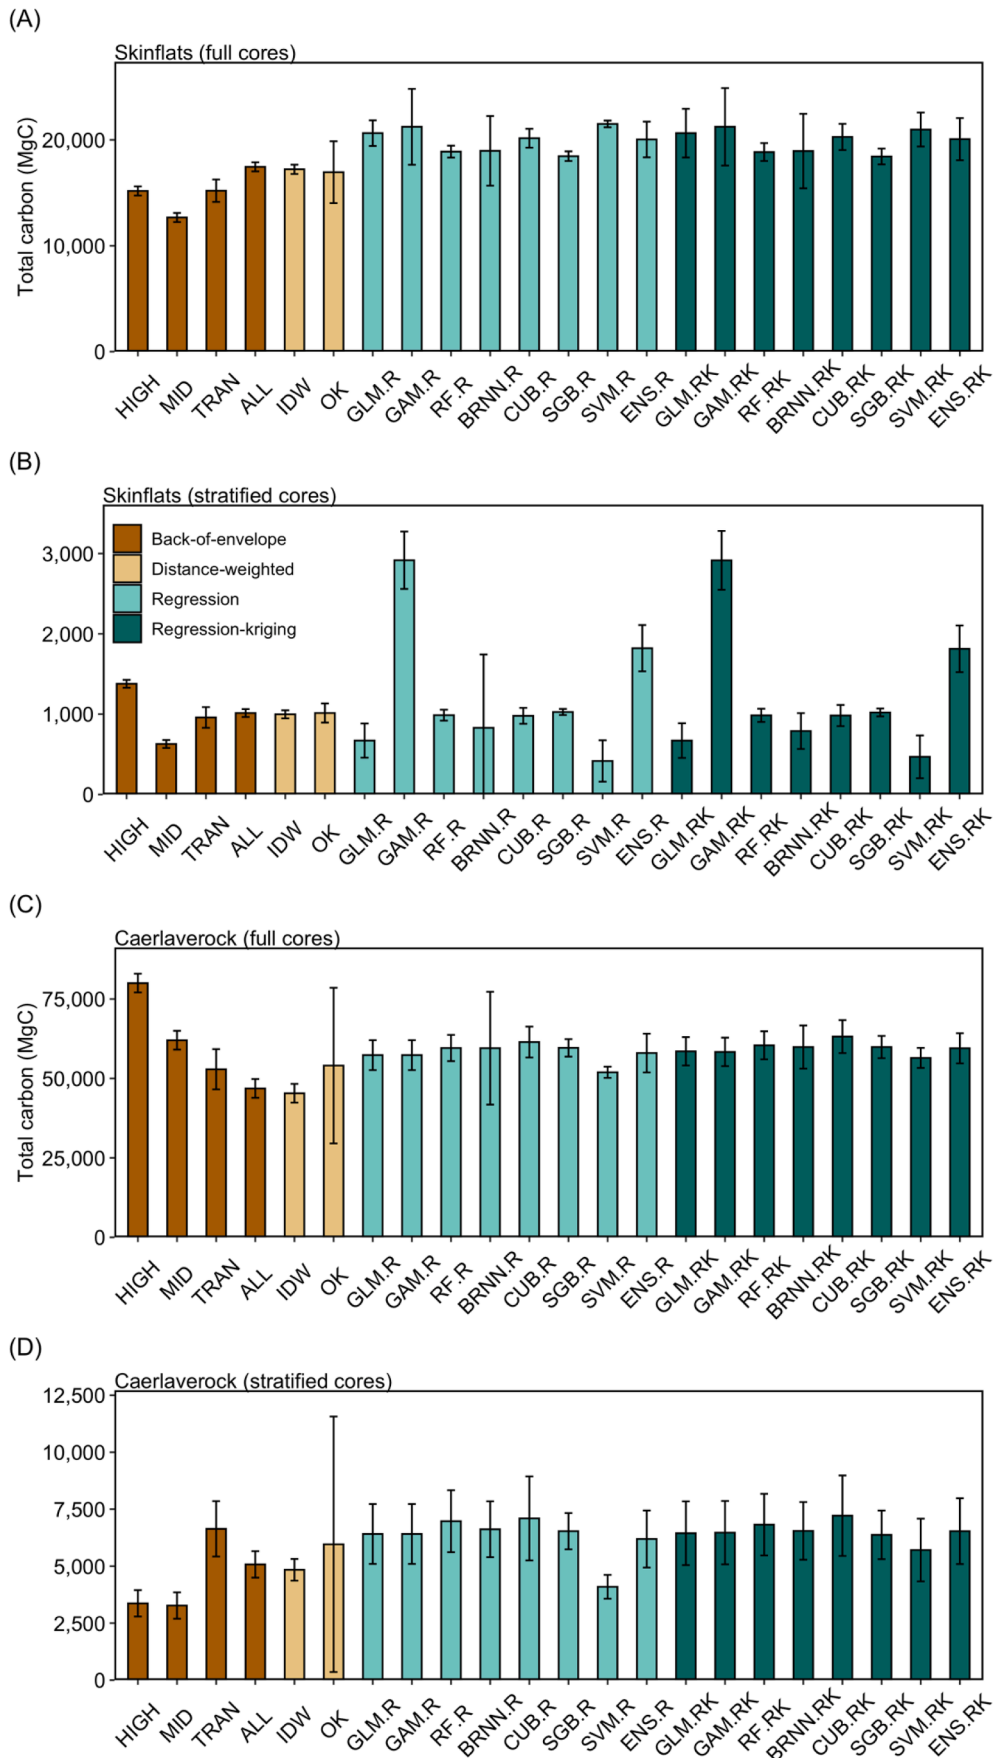 (A)
Skinflats (full cores)
Total carbon (MgC)
20,000
10,000
0
HIGH MID TRAN ALL IDW OK GLM.R GAM.R RF.R BRNN.R CUB.R SGB.R SVM.R ENS.R GLM.RK GAM.RK RF.RK BRNN.RK CUB.RK SGB.RK SVM.RK ENS.RK
(B)
Skinflats (stratified cores)
3,000
2,000
1,000
0
Back-of-envelope
Distance-weighted
Regression
Regression-kriging
HIGH MID TRAN ALL IDW OK GLM.R GAM.R RF.R BRNN.R CUB.R SGB.R SVM.R ENS.R GLM.RK GAM.RK RF.RK BRNN.RK CUB.RK SGB.RK SVM.RK ENS.RK
(C)
Caerlaverock (full cores)
Total carbon (MgC)
75,000
50,000
25,000
0
HIGH MID TRAN ALL IDW OK GLM.R GAM.R RF.R BRNN.R CUB.R SGB.R SVM.R ENS.R GLM.RK GAM.RK RF.RK BRNN.RK CUB.RK SGB.RK SVM.RK ENS.RK
(D)
Caerlaverock (stratified cores)
12,500
10,000
7,500
5,000
2,500
0
HIGH MID TRAN ALL IDW OK GLM.R GAM.R RF.R BRNN.R CUB.R SGB.R SVM.R ENS.R GLM.RK GAM.RK RF.RK BRNN.RK CUB.RK SGB.RK SVM.RK ENS.RK